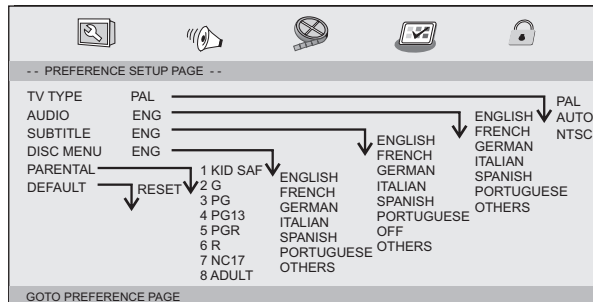 - - PREFERENCE SETUP PAGE - -
TV TYPE PAL
AUDIO ENG
SUBTITLE ENG
DISC MENU ENG
PARENTAL
DEFAULT RESET
1 KID SAF
2 G
3 PG
4 PG13
5 PGR
6 R
7 NC17
8 ADULT
ENGLISH
FRENCH
GERMAN
ITALIAN
SPANISH
PORTUGUESE
OTHERS
ENGLISH
FRENCH
GERMAN
ITALIAN
SPANISH
PORTUGUESE
OFF
OTHERS
ENGLISH
FRENCH
GERMAN
ITALIAN
SPANISH
PORTUGUESE
OTHERS
PAL
AUTO
NTSC
GOTO PREFERENCE PAGE